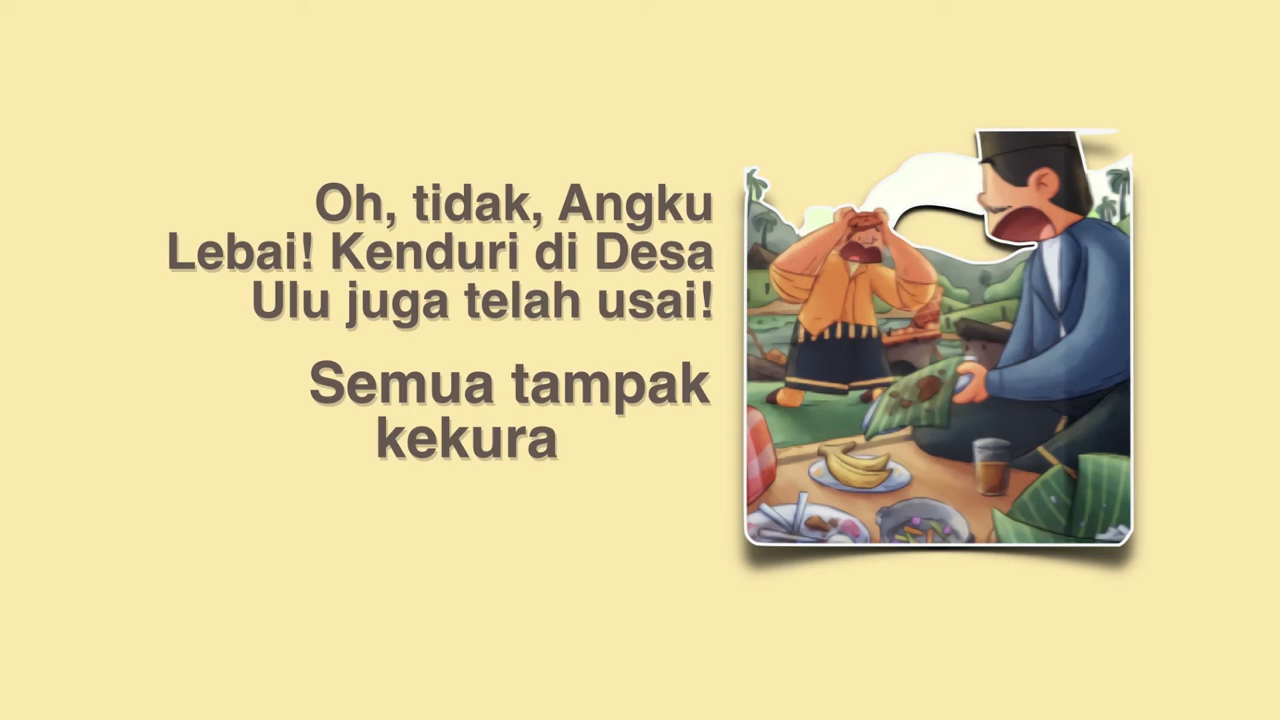 Oh, tidak, Angku
Lebai! Kenduri di Desa
Ulu juga telah usai!
Semua tampak
kekura